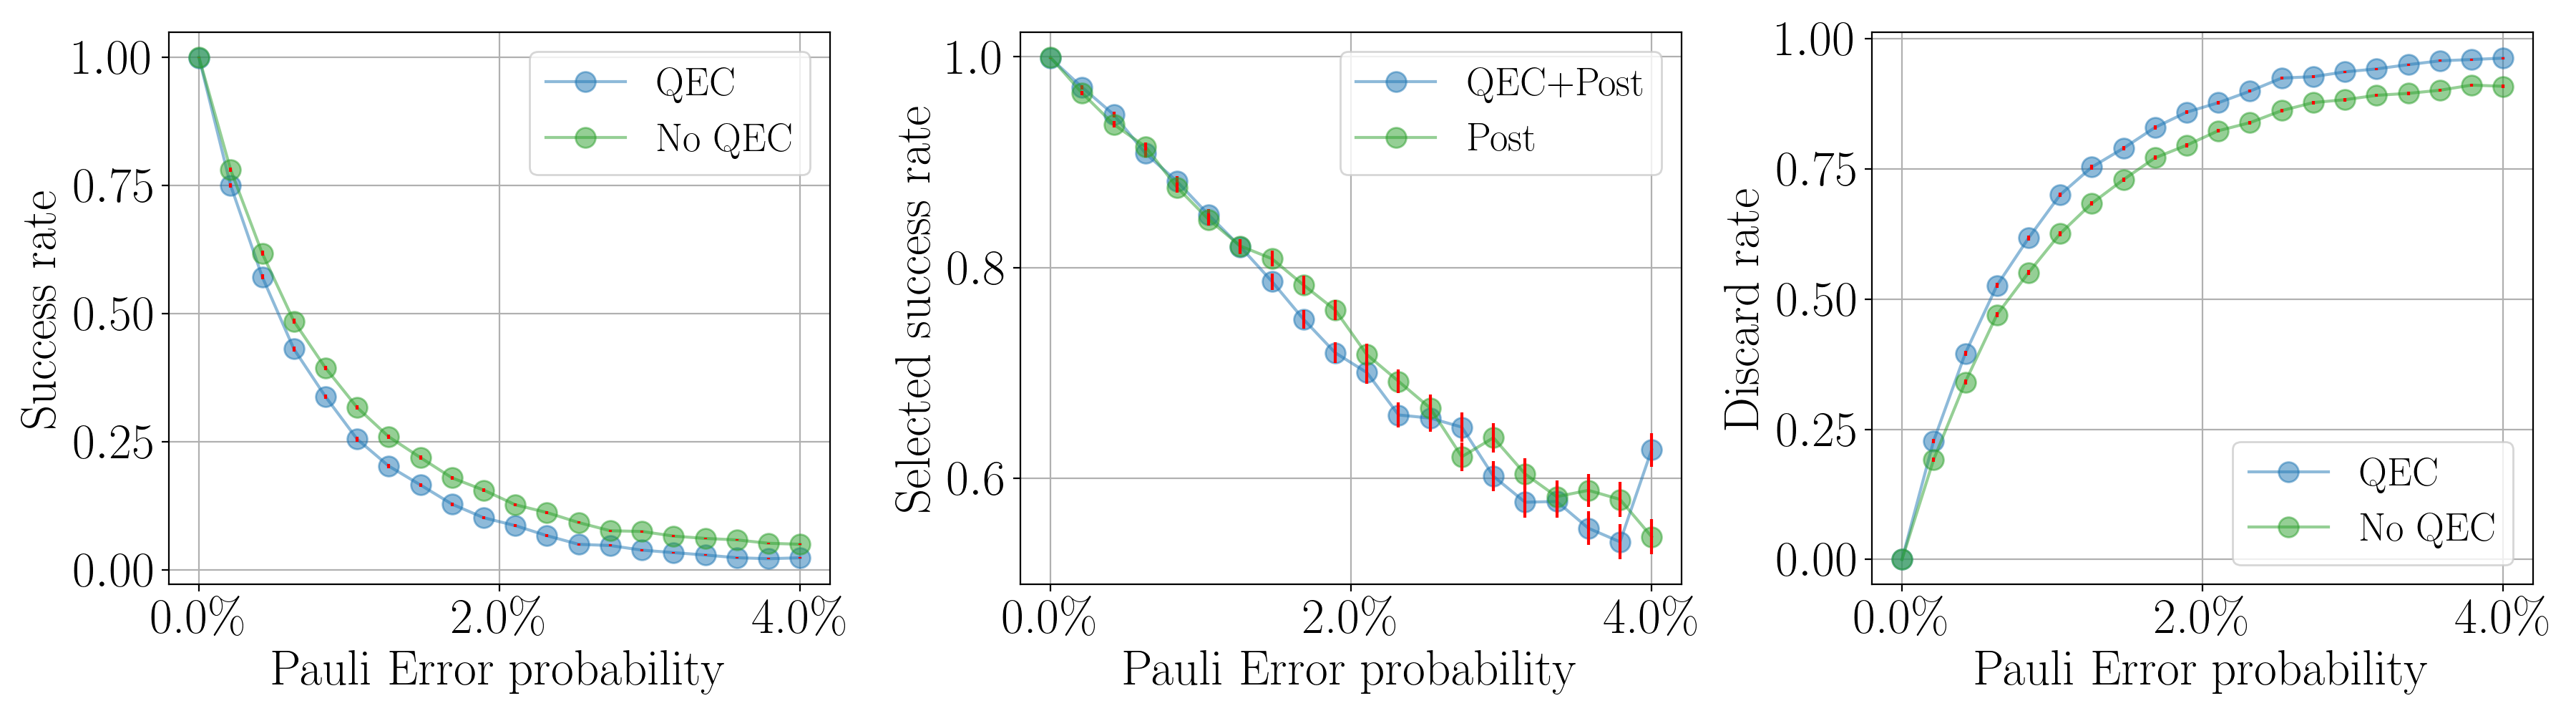 Success rate
1.00
0.75
0.50
0.25
0.00
0.0%
2.0%
4.0%
Pauli Error probability
QEC
No QEC
Selected success rate
1.0
0.8
0.6
0.0%
2.0%
4.0%
Pauli Error probability
QEC+Post
Post
Discard rate
1.00
0.75
0.50
0.25
0.00
0.0%
2.0%
4.0%
Pauli Error probability
QEC
No QEC